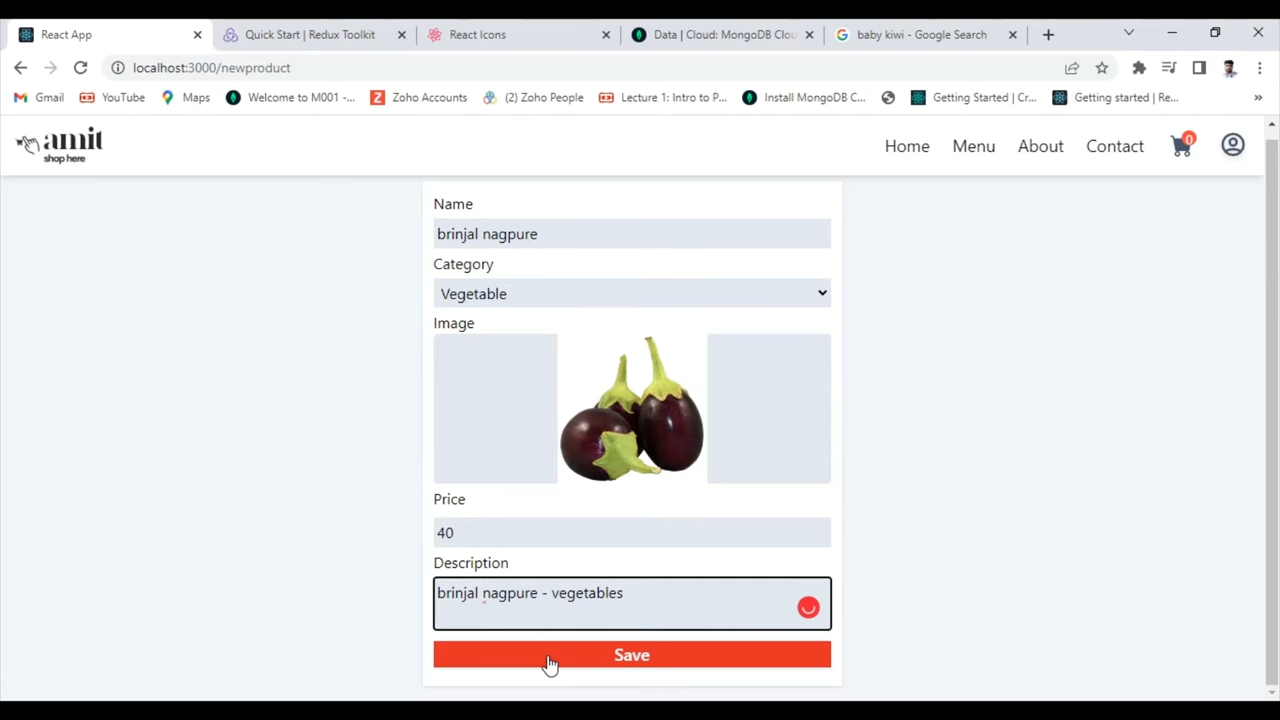 React App
Quick Start | Redux Toolkit
React Icons
Data | Cloud: MongoDB Clou
baby kiwi - Google Search
localhost:3000/newproduct
Gmail
YouTube
Maps
Welcome to M001 -...
Zoho Accounts
(2) Zoho People
Lecture 1: Intro to P...
Install MongoDB C...
Getting Started | Cr...
Getting started | Re...
amit
shop here
Home
Menu
About
Contact
0
Name
brinjal nagpure
Category
Vegetable
Image
Price
40
Description
brinjal nagpure - vegetables
Save